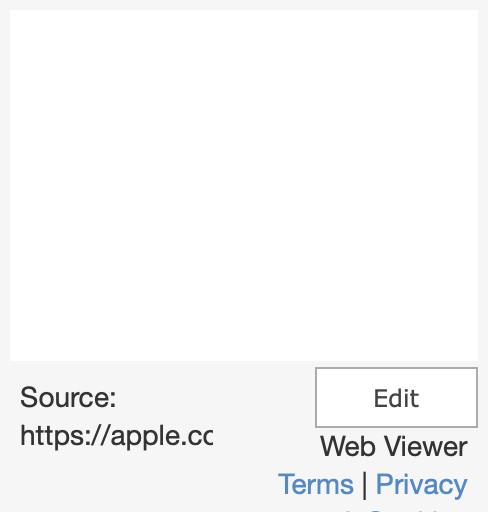 Source:
https://apple.co
Edit
Web Viewer
Terms | Privacy